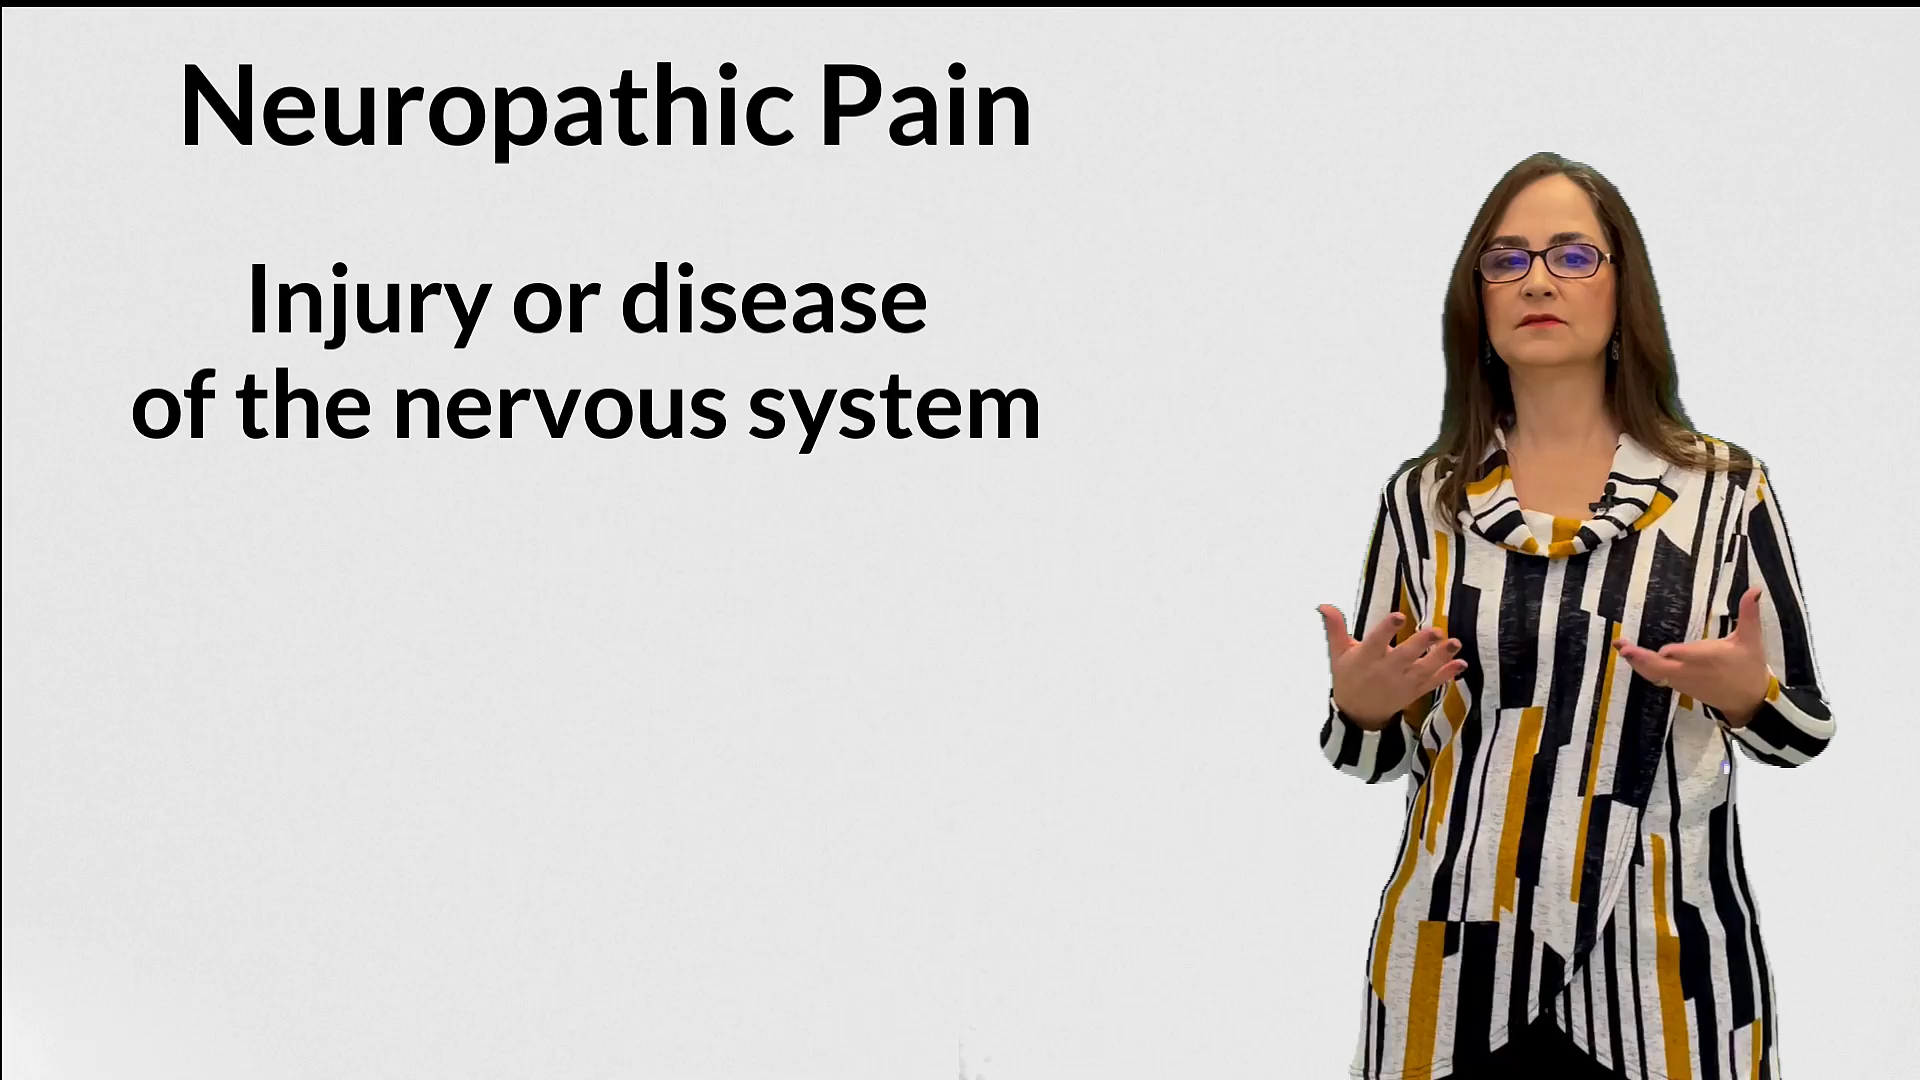 Neuropathic Pain
Injury or disease
of the nervous system